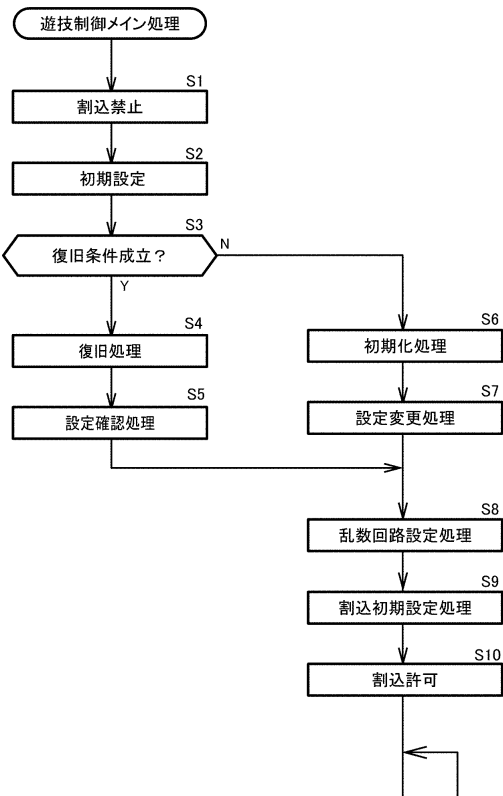 遊技制御メイン処理
S1
割込禁止
S2
初期設定
S3
復旧条件成立?
N
Y
S4
復旧処理
S5
設定確認処理
S6
初期化処理
S7
設定変更処理
S8
乱数回路設定処理
S9
割込初期設定処理
S10
割込許可